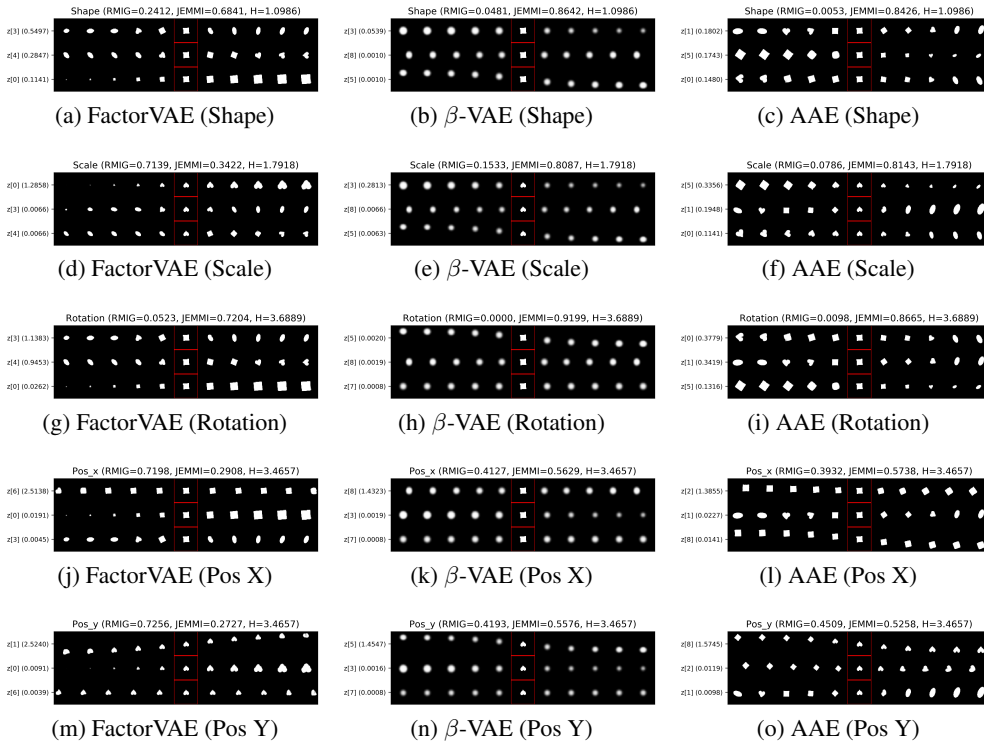 Shape (RMIG=0.2412, JEMMI=0.6841, H=1.0986)
z[3] (0.5497)
z[4] (0.2847)
z[0] (0.1141)
(a) FactorVAE (Shape)
Shape (RMIG=0.0481, JEMMI=0.8642, H=1.0986)
z[3] (0.0539)
z[8] (0.0010)
z[5] (0.0010)
(b) β-VAE (Shape)
Shape (RMIG=0.0053, JEMMI=0.8426, H=1.0986)
z[1] (0.1802)
z[5] (0.1743)
z[0] (0.1480)
(c) AAE (Shape)
Scale (RMIG=0.7139, JEMMI=0.3422, H=1.7918)
z[0] (1.2858)
z[3] (0.0066)
z[4] (0.0066)
(d) FactorVAE (Scale)
Scale (RMIG=0.1533, JEMMI=0.8087, H=1.7918)
z[3] (0.2813)
z[8] (0.0066)
z[5] (0.0063)
(e) β-VAE (Scale)
Scale (RMIG=0.0786, JEMMI=0.8143, H=1.7918)
z[5] (0.3356)
z[1] (0.1948)
z[0] (0.1141)
(f) AAE (Scale)
Rotation (RMIG=0.0523, JEMMI=0.7204, H=3.6889)
z[3] (1.1383)
z[4] (0.9453)
z[0] (0.0262)
(g) FactorVAE (Rotation)
Rotation (RMIG=0.0000, JEMMI=0.9199, H=3.6889)
z[5] (0.0020)
z[8] (0.0019)
z[7] (0.0008)
(h) β-VAE (Rotation)
Rotation (RMIG=0.0098, JEMMI=0.8665, H=3.6889)
z[0] (0.3779)
z[1] (0.3419)
z[5] (0.1316)
(i) AAE (Rotation)
Pos_x (RMIG=0.7198, JEMMI=0.2908, H=3.4657)
z[6] (2.5138)
z[0] (0.0191)
z[3] (0.0045)
(j) FactorVAE (Pos X)
Pos_x (RMIG=0.4127, JEMMI=0.5629, H=3.4657)
z[8] (1.4323)
z[3] (0.0019)
z[7] (0.0008)
(k) β-VAE (Pos X)
Pos_x (RMIG=0.3932, JEMMI=0.5738, H=3.4657)
z[2] (1.3855)
z[1] (0.0227)
z[8] (0.0141)
(l) AAE (Pos X)
Pos_y (RMIG=0.7256, JEMMI=0.2727, H=3.4657)
z[1] (2.5240)
z[0] (0.0091)
z[6] (0.0039)
(m) FactorVAE (Pos Y)
Pos_y (RMIG=0.4193, JEMMI=0.5576, H=3.4657)
z[5] (1.4547)
z[3] (0.0016)
z[7] (0.0008)
(n) β-VAE (Pos Y)
Pos_y (RMIG=0.4509, JEMMI=0.5258, H=3.4657)
z[8] (1.5745)
z[2] (0.0119)
z[1] (0.0098)
(o) AAE (Pos Y)